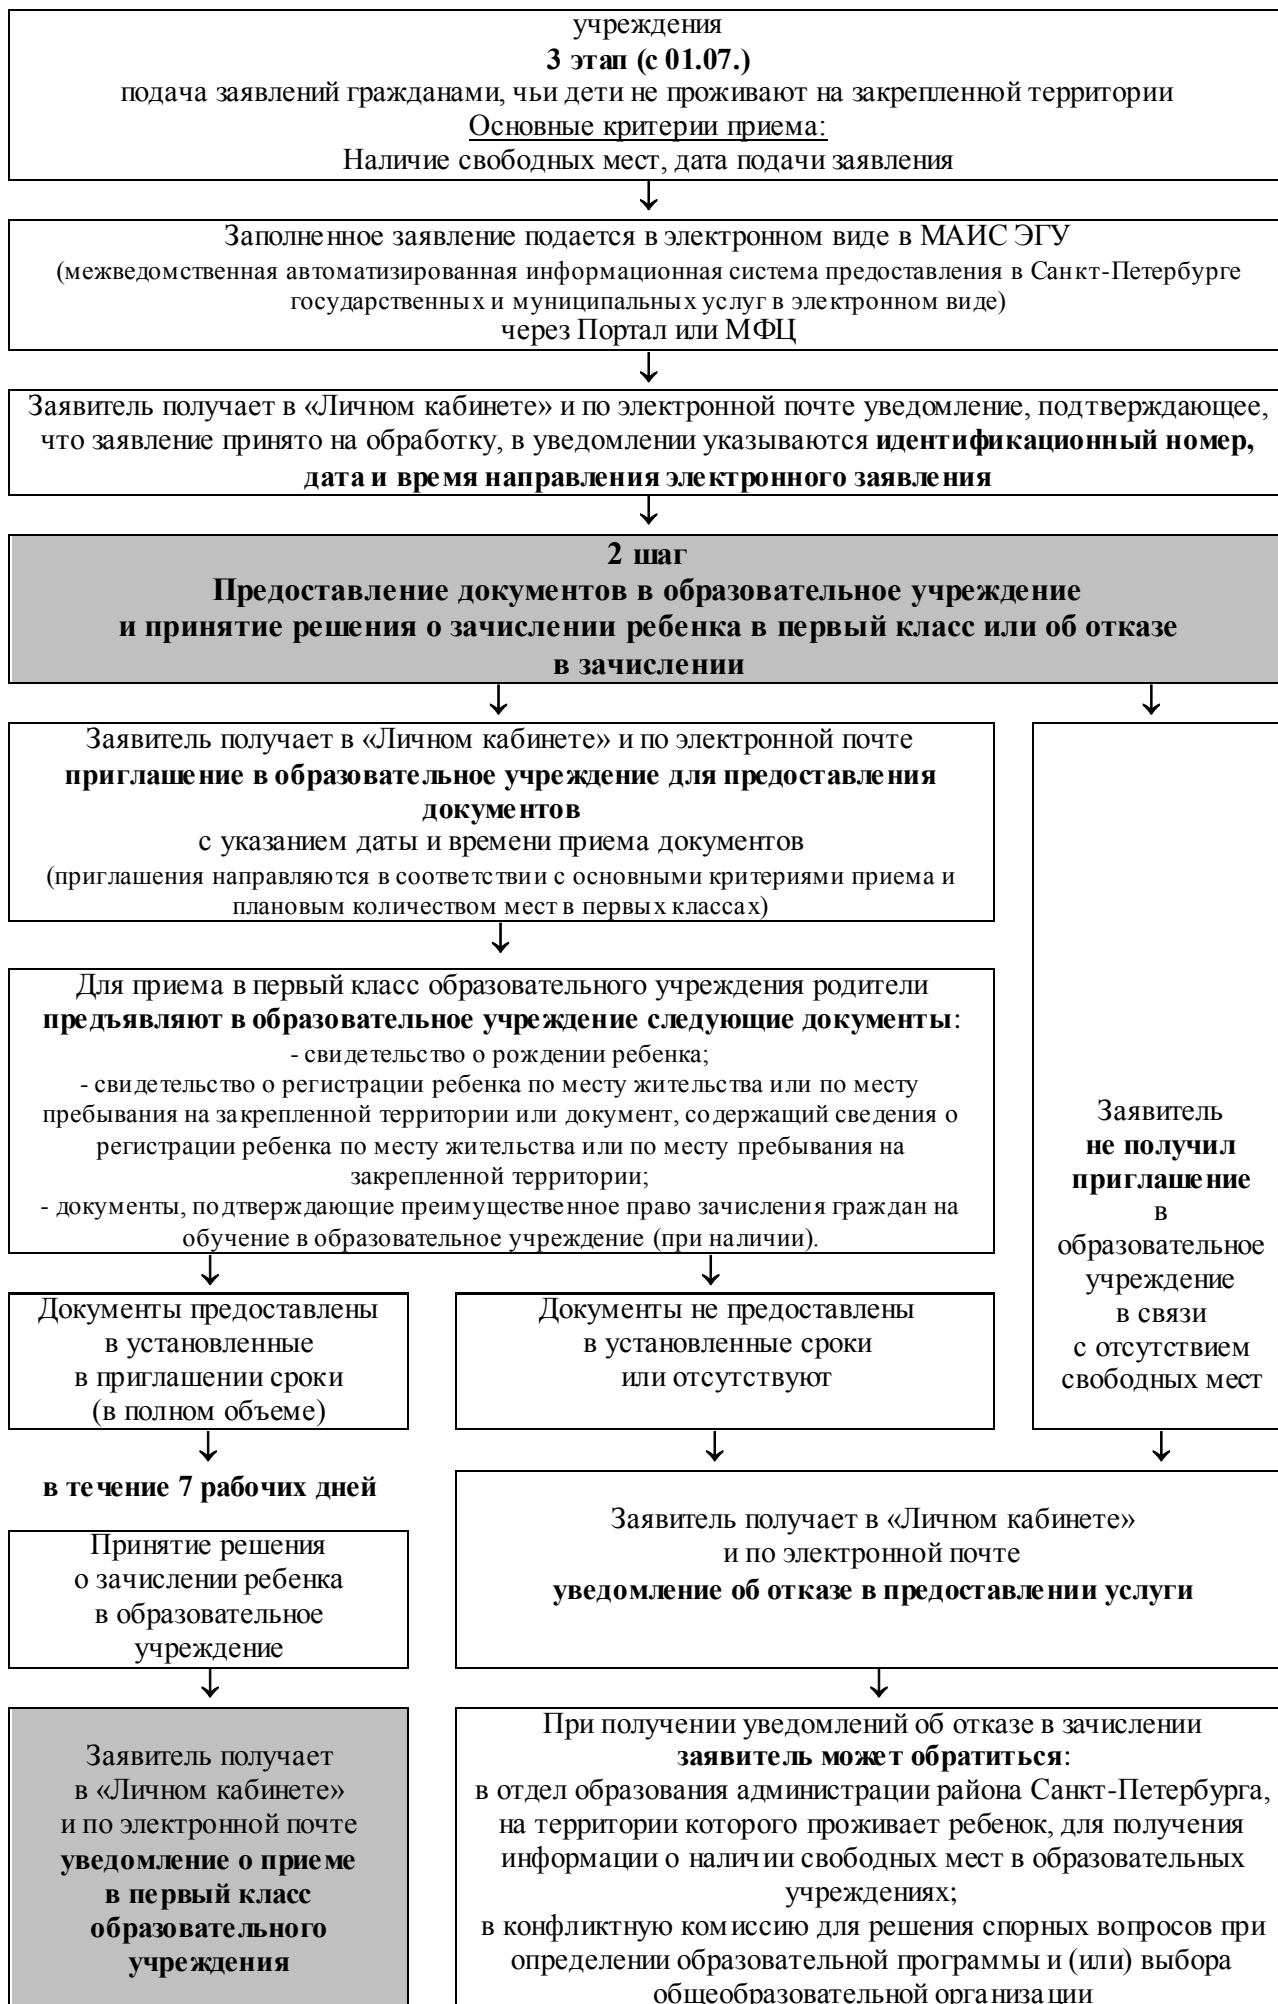 учреждения
3 этап (с 01.07.)
подача заявлений гражданами, чьи дети не проживают на закрепленной территории
Основные критерии приема:
Наличие свободных мест, дата подачи заявления
↓
Заполненное заявление подается в электронном виде в МАИС ЭГУ
(межведомственная автоматизированная информационная система предоставления в Санкт-Петербурге
государственных и муниципальных услуг в электронном виде)
через Портал или МФЦ
↓
Заявитель получает в «Личном кабинете» и по электронной почте уведомление, подтверждающее,
что заявление принято на обработку, в уведомлении указываются идентификационный номер,
дата и время направления электронного заявления
↓
2 шаг
Предоставление документов в образовательное учреждение
и принятие решения о зачислении ребенка в первый класс или об отказе
в зачислении
↓ ↓
Заявитель получает в «Личном кабинете» и по электронной почте
приглашение в образовательное учреждение для предоставления
документов
с указанием даты и времени приема документов
(приглашения направляются в соответствии с основными критериями приема и
плановым количеством мест в первых классах)
↓
Для приема в первый класс образовательного учреждения родители
предъявляют в образовательное учреждение следующие документы:
- свидетельство о рождении ребенка;
- свидетельство о регистрации ребенка по месту жительства или по месту
пребывания на закрепленной территории или документ, содержащий сведения о
регистрации ребенка по месту жительства или по месту пребывания на
закрепленной территории;
- документы, подтверждающие преимущественное право зачисления граждан на
обучение в образовательное учреждение (при наличии).
Заявитель
не получил
приглашение
в
образовательное
учреждение
в связи
с отсутствием
свободных мест
↓ ↓
Документы предоставлены
в установленные
в приглашении сроки
(в полном объеме)
Документы не предоставлены
в установленные сроки
или отсутствуют
↓ ↓ ↓
в течение 7 рабочих дней
Принятие решения
о зачислении ребенка
в образовательное
учреждение
Заявитель получает в «Личном кабинете»
и по электронной почте
уведомление об отказе в предоставлении услуги
↓ ↓
Заявитель получает
в «Личном кабинете»
и по электронной почте
уведомление о приеме
в первый класс
образовательного
учреждения
При получении уведомлений об отказе в зачислении
заявитель может обратиться:
в отдел образования администрации района Санкт-Петербурга,
на территории которого проживает ребенок, для получения
информации о наличии свободных мест в образовательных
учреждениях;
в конфликтную комиссию для решения спорных вопросов при
определении образовательной программы и (или) выбора
общеобразовательной организации